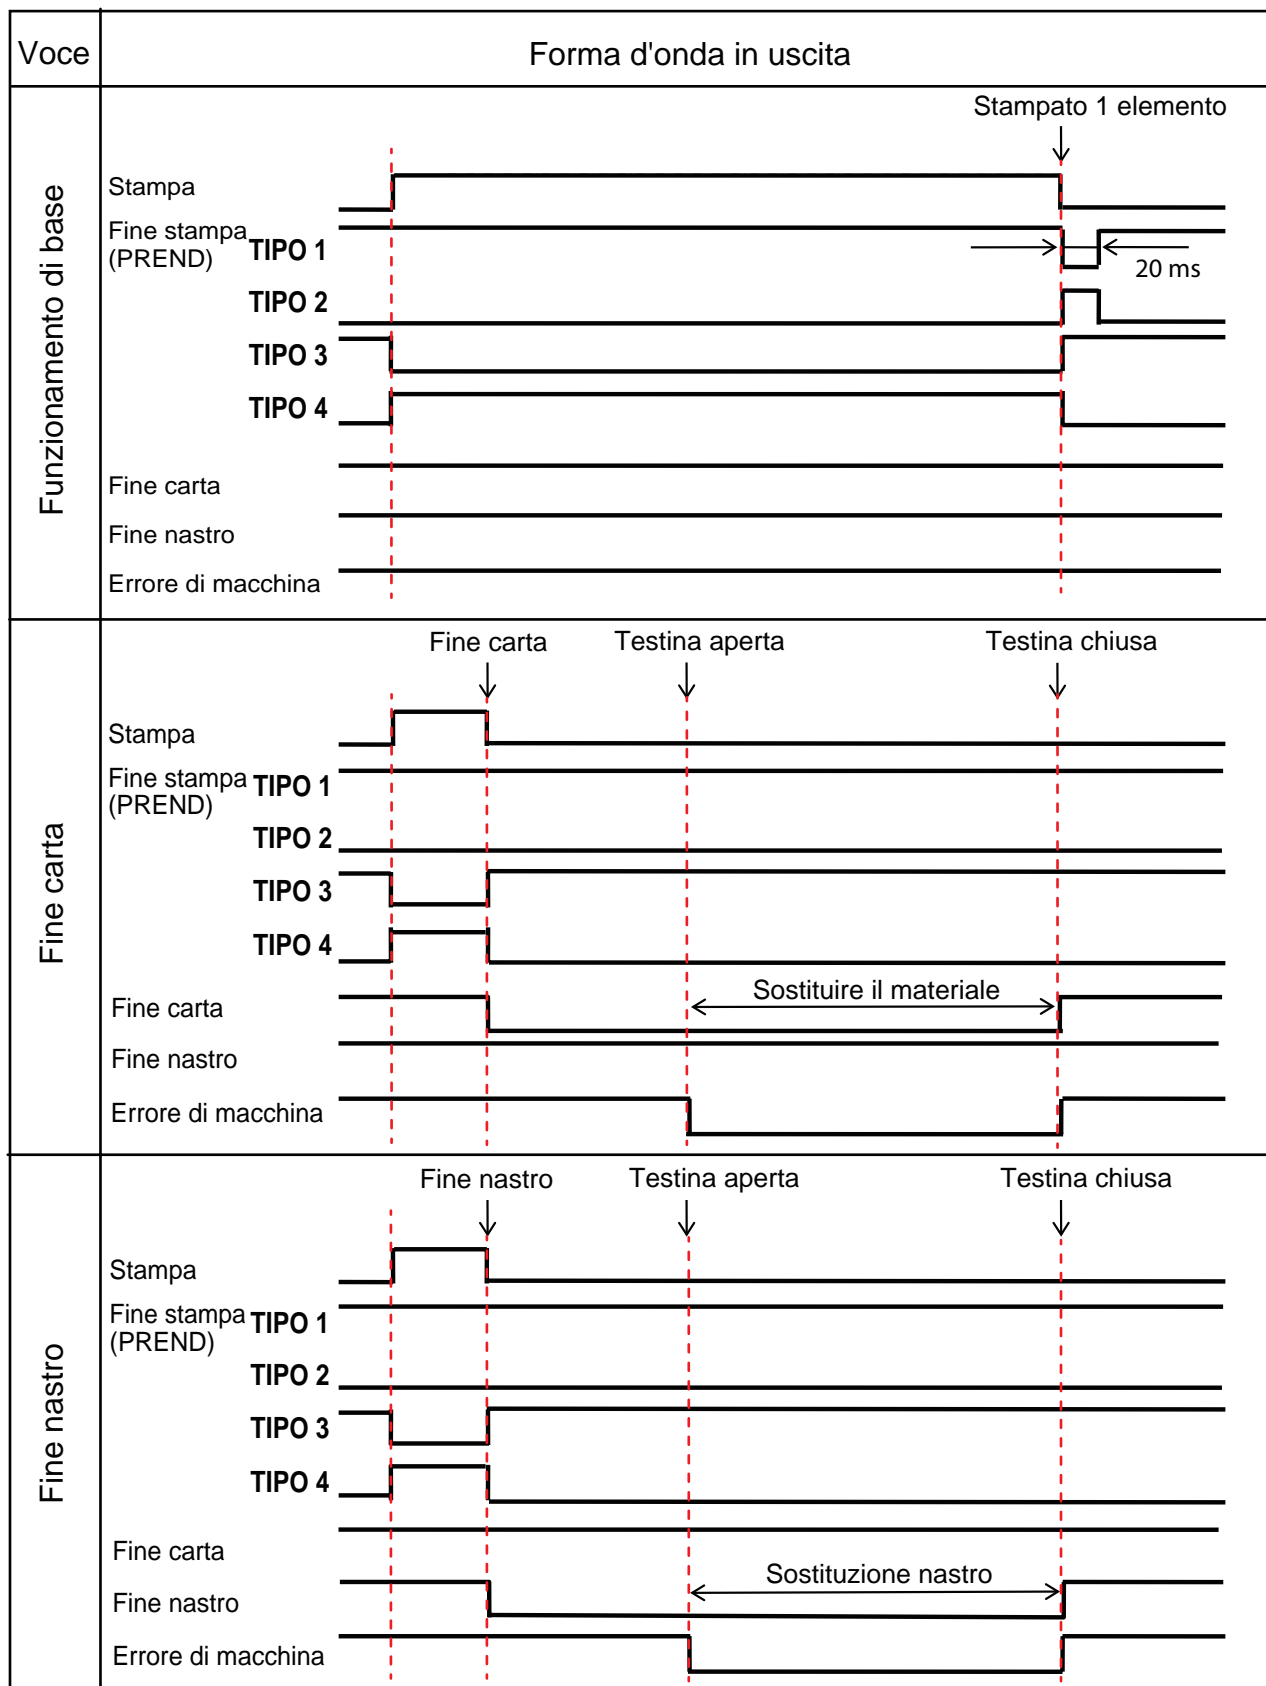 Voce
Forma d'onda in uscita
Funzionamento di base
Stampato 1 elemento
Stampa
Fine stampa
(PREND)
TIPO 1
20 ms
TIPO 2
TIPO 3
TIPO 4
Fine carta
Fine nastro
Errore di macchina
Fine carta
Fine carta
Testina aperta
Testina chiusa
Stampa
Fine stampa
(PREND)
TIPO 1
TIPO 2
TIPO 3
TIPO 4
Sostituire il materiale
Fine carta
Fine nastro
Errore di macchina
Fine nastro
Fine nastro
Testina aperta
Testina chiusa
Stampa
Fine stampa
(PREND)
TIPO 1
TIPO 2
TIPO 3
TIPO 4
Fine carta
Sostituzione nastro
Fine nastro
Errore di macchina